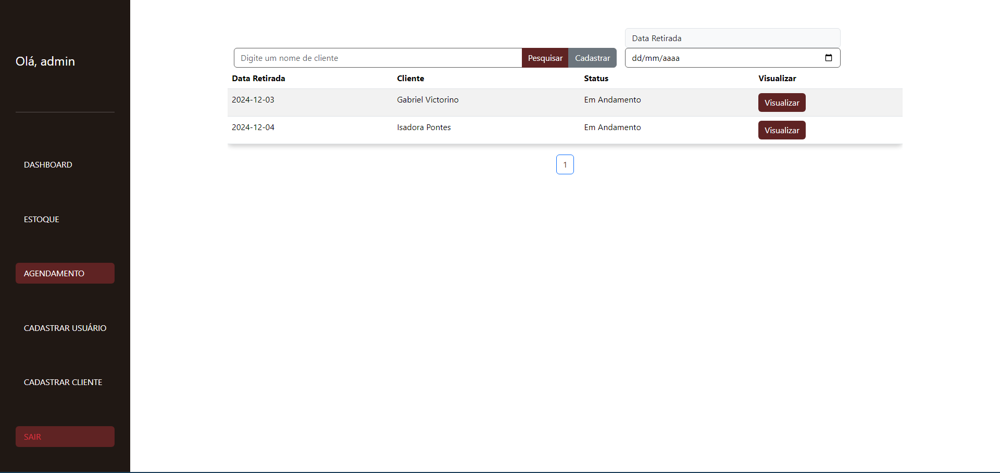 Olá, admin
DASHBOARD
ESTOQUE
AGENDAMENTO
CADASTRAR USUÁRIO
CADASTRAR CLIENTE
SAIR
Data Retirada
Digite um nome de cliente Pesquisar Cadastrar dd/mm/aaaa
Data Retirada Cliente Status Visualizar
2024-12-03 Gabriel Victorino Em Andamento Visualizar
2024-12-04 Isadora Pontes Em Andamento Visualizar
1